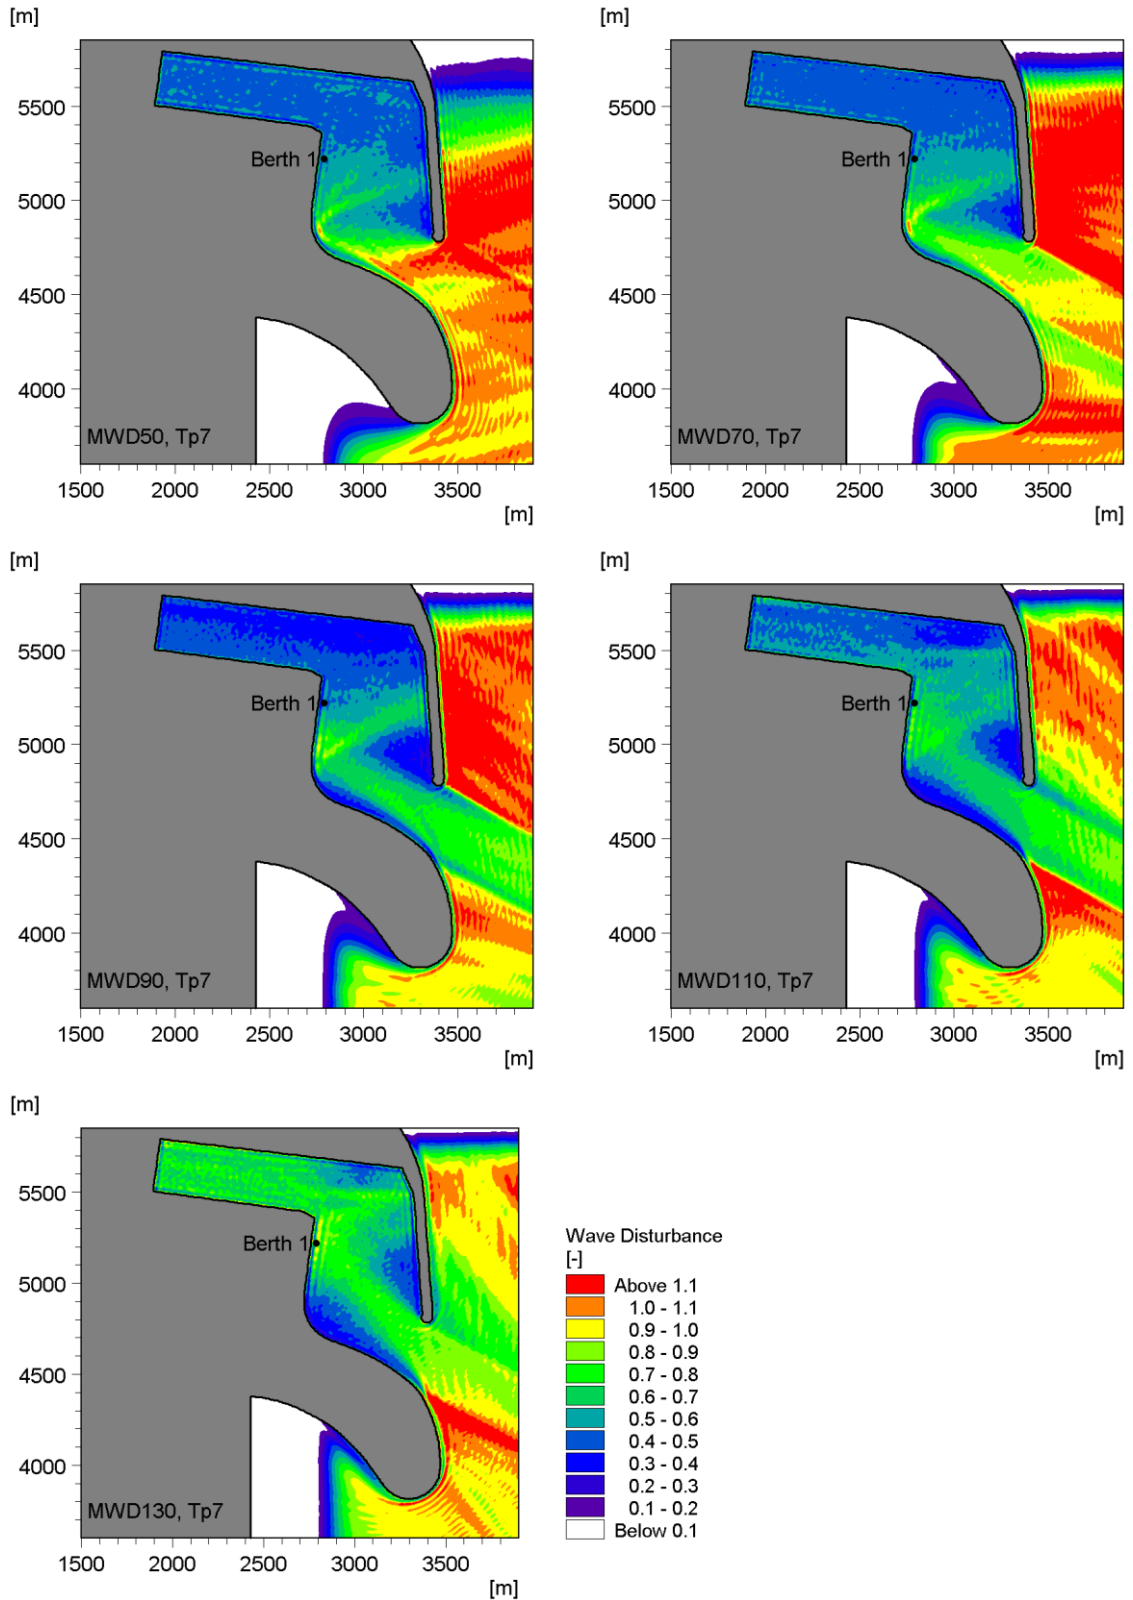 [m]
[m]
5500
5000
4500
4000
Berth 1
MWD50, Tp7
1500 2000 2500 3000 3500
[m]
5500
5000
4500
4000
Berth 1
MWD70, Tp7
1500 2000 2500 3000 3500
[m]
[m]
[m]
5500
5000
4500
4000
Berth 1
MWD90, Tp7
1500 2000 2500 3000 3500
[m]
5500
5000
4500
4000
Berth 1
MWD110, Tp7
1500 2000 2500 3000 3500
[m]
[m]
5500
5000
4500
4000
Berth 1
MWD130, Tp7
1500 2000 2500 3000 3500
[m]
Wave Disturbance
[-]
Above 1.1
1.0 - 1.1
0.9 - 1.0
0.8 - 0.9
0.7 - 0.8
0.6 - 0.7
0.5 - 0.6
0.4 - 0.5
0.3 - 0.4
0.2 - 0.3
0.1 - 0.2
Below 0.1